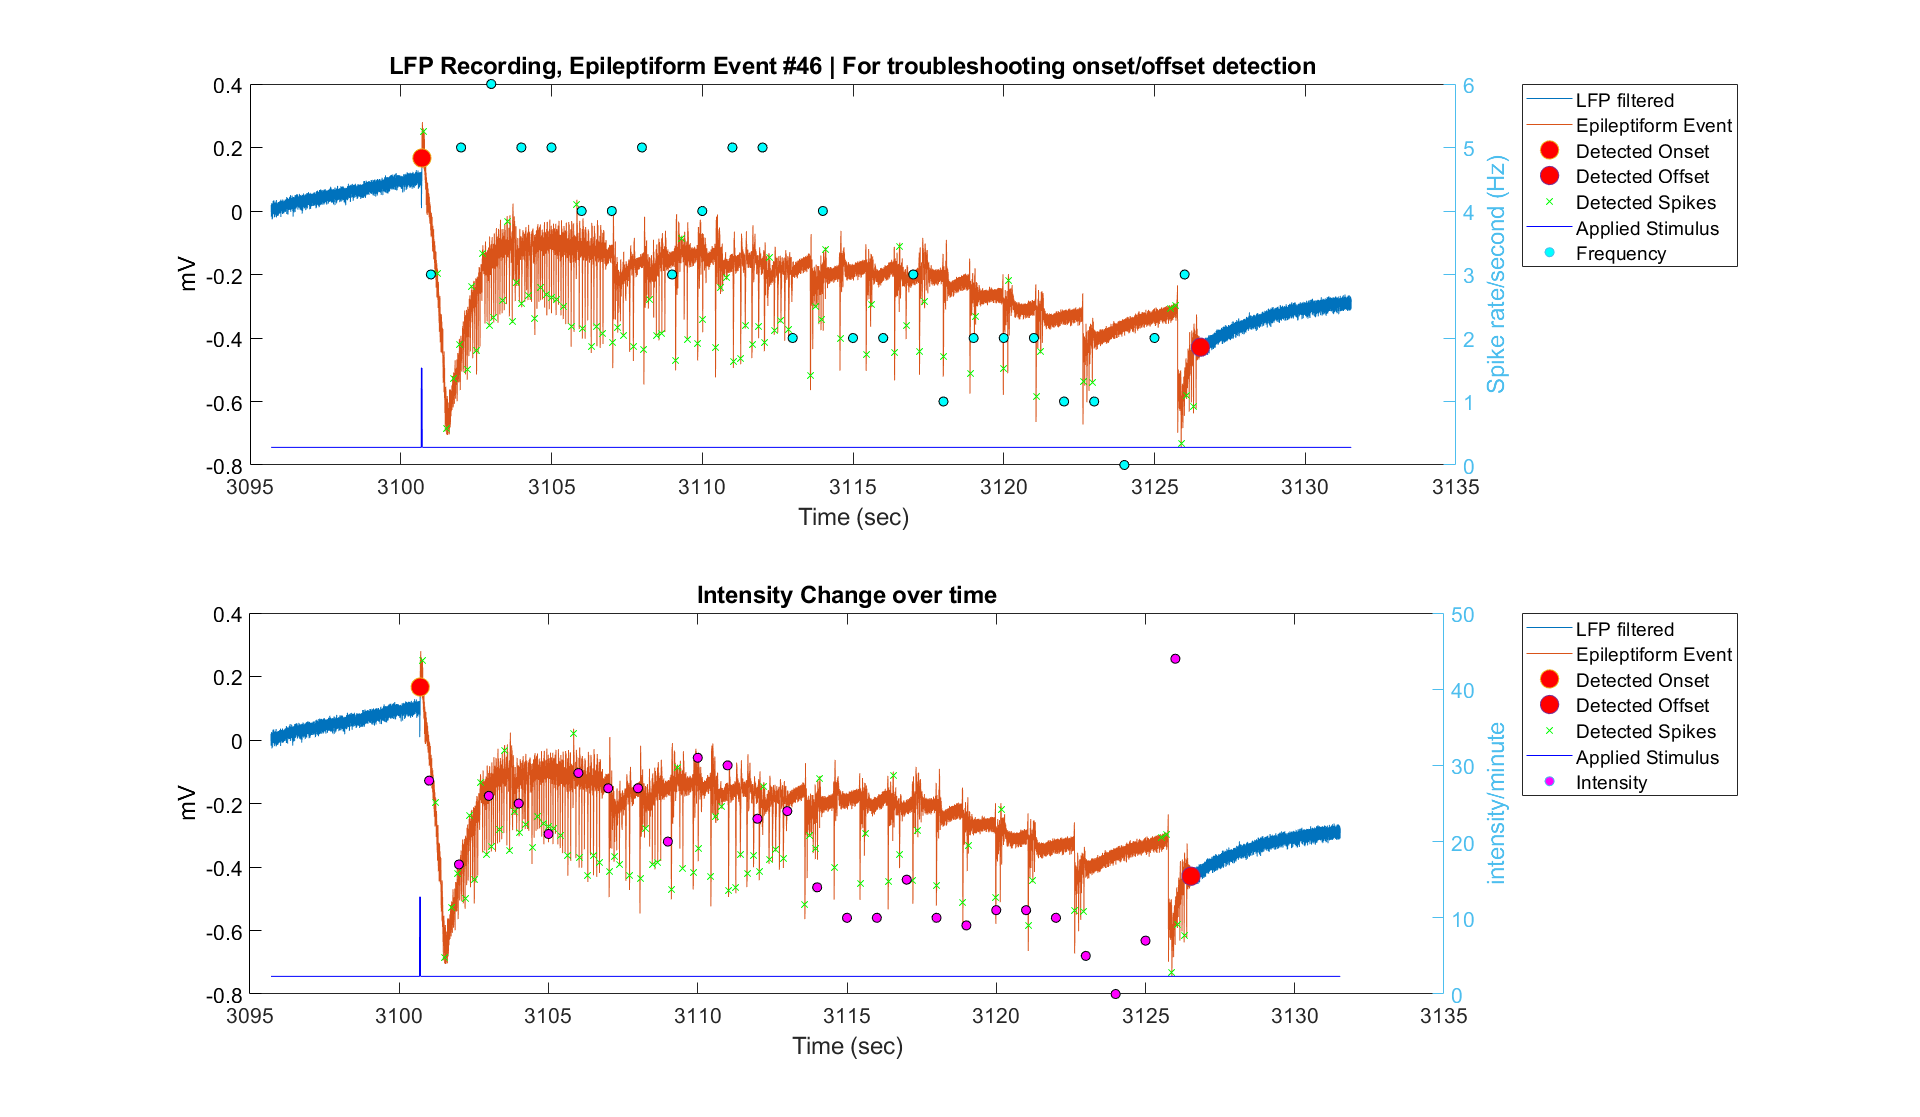 LFP Recording, Epileptiform Event #46 | For troubleshooting onset/offset detection
0.4
0.2
0
-0.2
-0.4
-0.6
-0.8
mV
3095
3100
3105
3110
3115
3120
3125
3130
3135
Time (sec)
6
5
4
3
2
1
0
Spike rate/second (Hz)
LFP filtered
Epileptiform Event
Detected Onset
Detected Offset
Detected Spikes
Applied Stimulus
Frequency
Intensity Change over time
0.4
0.2
0
-0.2
-0.4
-0.6
-0.8
mV
3095
3100
3105
3110
3115
3120
3125
3130
3135
Time (sec)
50
40
30
20
10
0
intensity/minute
LFP filtered
Epileptiform Event
Detected Onset
Detected Offset
Detected Spikes
Applied Stimulus
Intensity